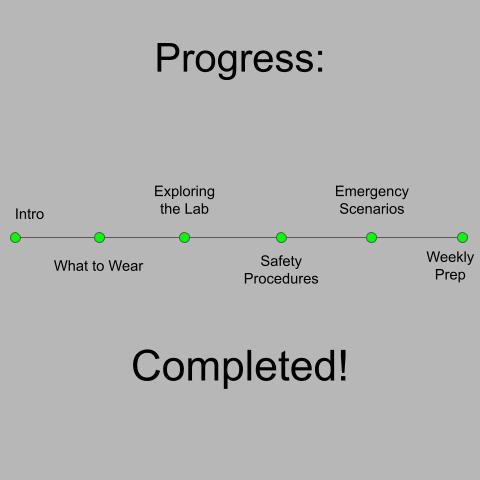 Progress:
Intro
What to Wear
Exploring
the Lab
Safety
Procedures
Emergency
Scenarios
Weekly
Prep
Completed!